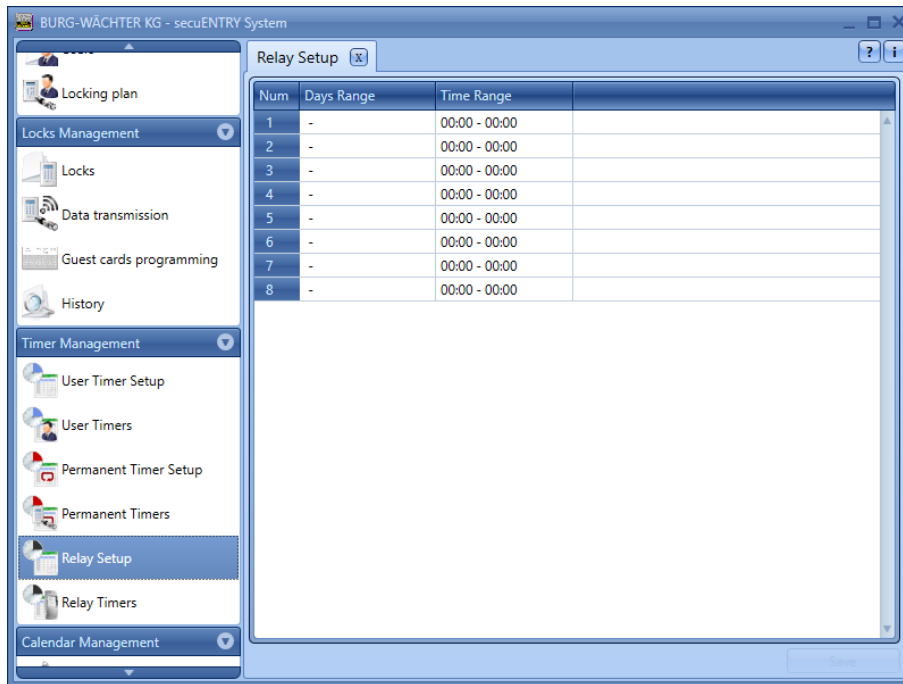 BURG-WÄCHTER KG - secuENTRY System
Locking plan
Locks Management
Locks
Data transmission
Guest cards programming
History
Timer Management
User Timer Setup
User Timers
Permanent Timer Setup
Permanent Timers
Relay Setup
Relay Timers
Calendar Management
Relay Setup x
? i
Num Days Range Time Range
1 - 00:00 - 00:00
2 - 00:00 - 00:00
3 - 00:00 - 00:00
4 - 00:00 - 00:00
5 - 00:00 - 00:00
6 - 00:00 - 00:00
7 - 00:00 - 00:00
8 - 00:00 - 00:00
Save